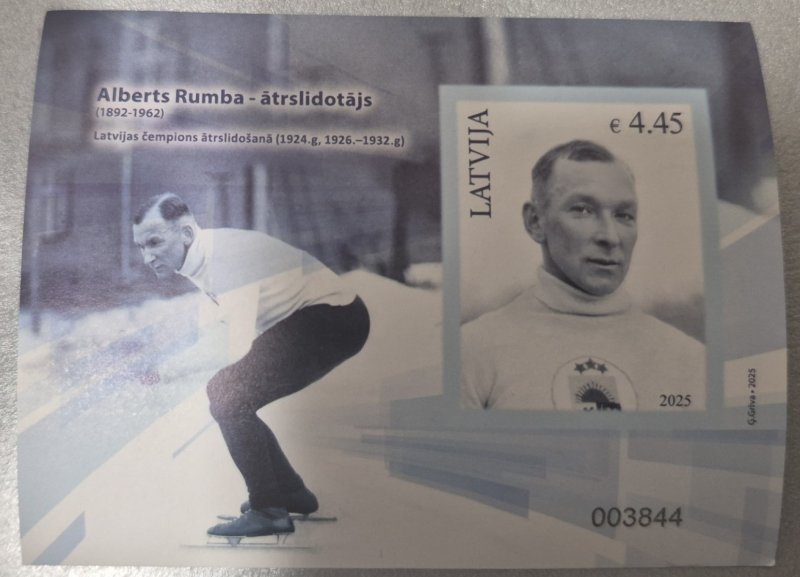 Alberts Rumba - ātrslidotājs
(1892-1962)
Latvijas čempions ātrslidošanā (1924.g, 1926.–1932.g)
LATVIJA
€ 4.45
2025
Ģ.Grīva • 2025
003844